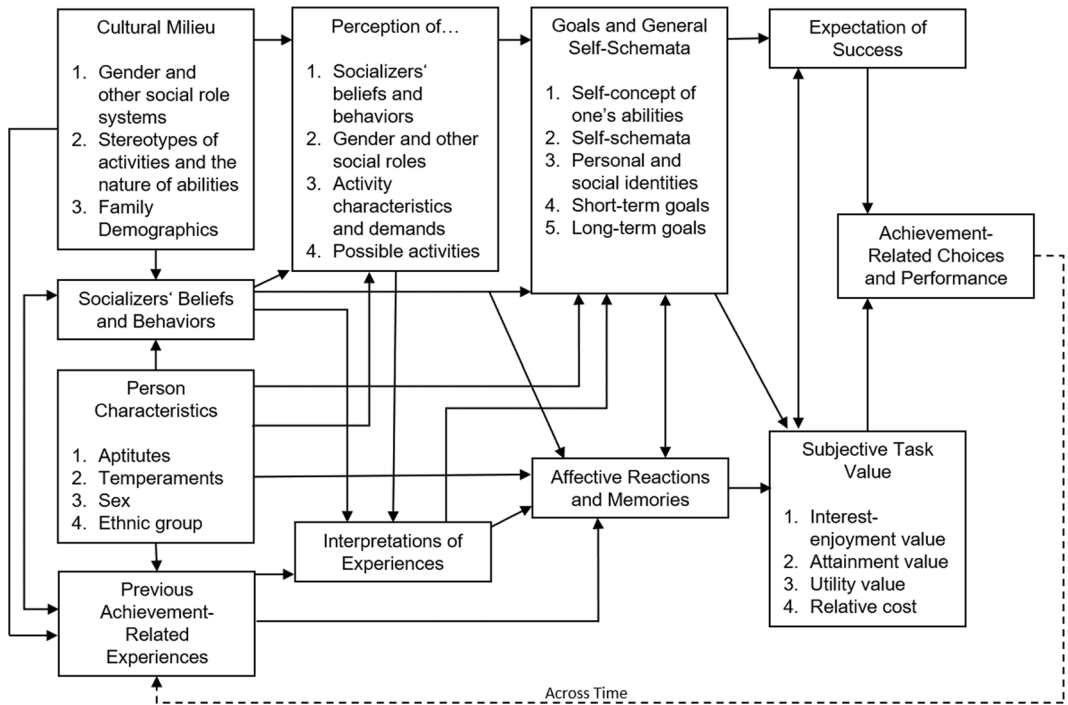 Cultural Milieu
1. Gender and
other social role
systems
2. Stereotypes of
activities and the
nature of abilities
3. Family
Demographics
Perception of…
1. Socializers‘
beliefs and
behaviors
2. Gender and other
social roles
3. Activity
characteristics
and demands
4. Possible activities
Goals and General
Self-Schemata
1. Self-concept of
one’s abilities
2. Self-schemata
3. Personal and
social identities
4. Short-term goals
5. Long-term goals
Expectation of
Success
Achievement-
Related Choices
and Performance
Socializers‘ Beliefs
and Behaviors
Person
Characteristics
1. Aptitutes
2. Temperaments
3. Sex
4. Ethnic group
Affective Reactions
and Memories
Subjective Task
Value
1. Interest-
enjoyment value
2. Attainment value
3. Utility value
4. Relative cost
Interpretations of
Experiences
Previous
Achievement-
Related
Experiences
Across Time